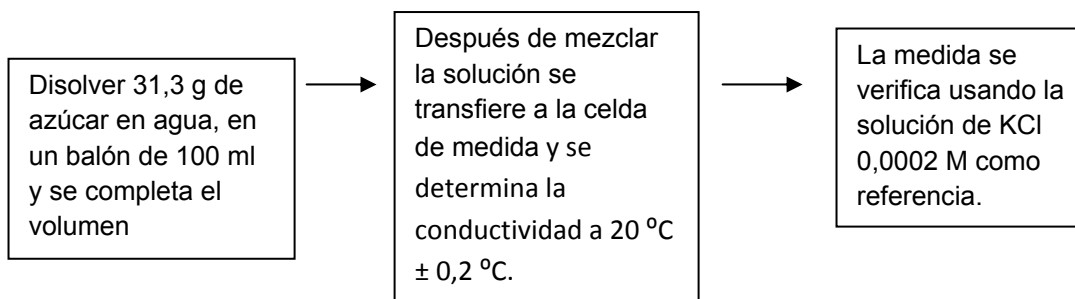 Disolver 31,3 g de
azúcar en agua, en
un balón de 100 ml
y se completa el
volumen
Después de mezclar
la solución se
transfiere a la celda
de medida y se
determina la
conductividad a 20 ⁰C
± 0,2 ⁰C.
La medida se
verifica usando la
solución de KCl
0,0002 M como
referencia.